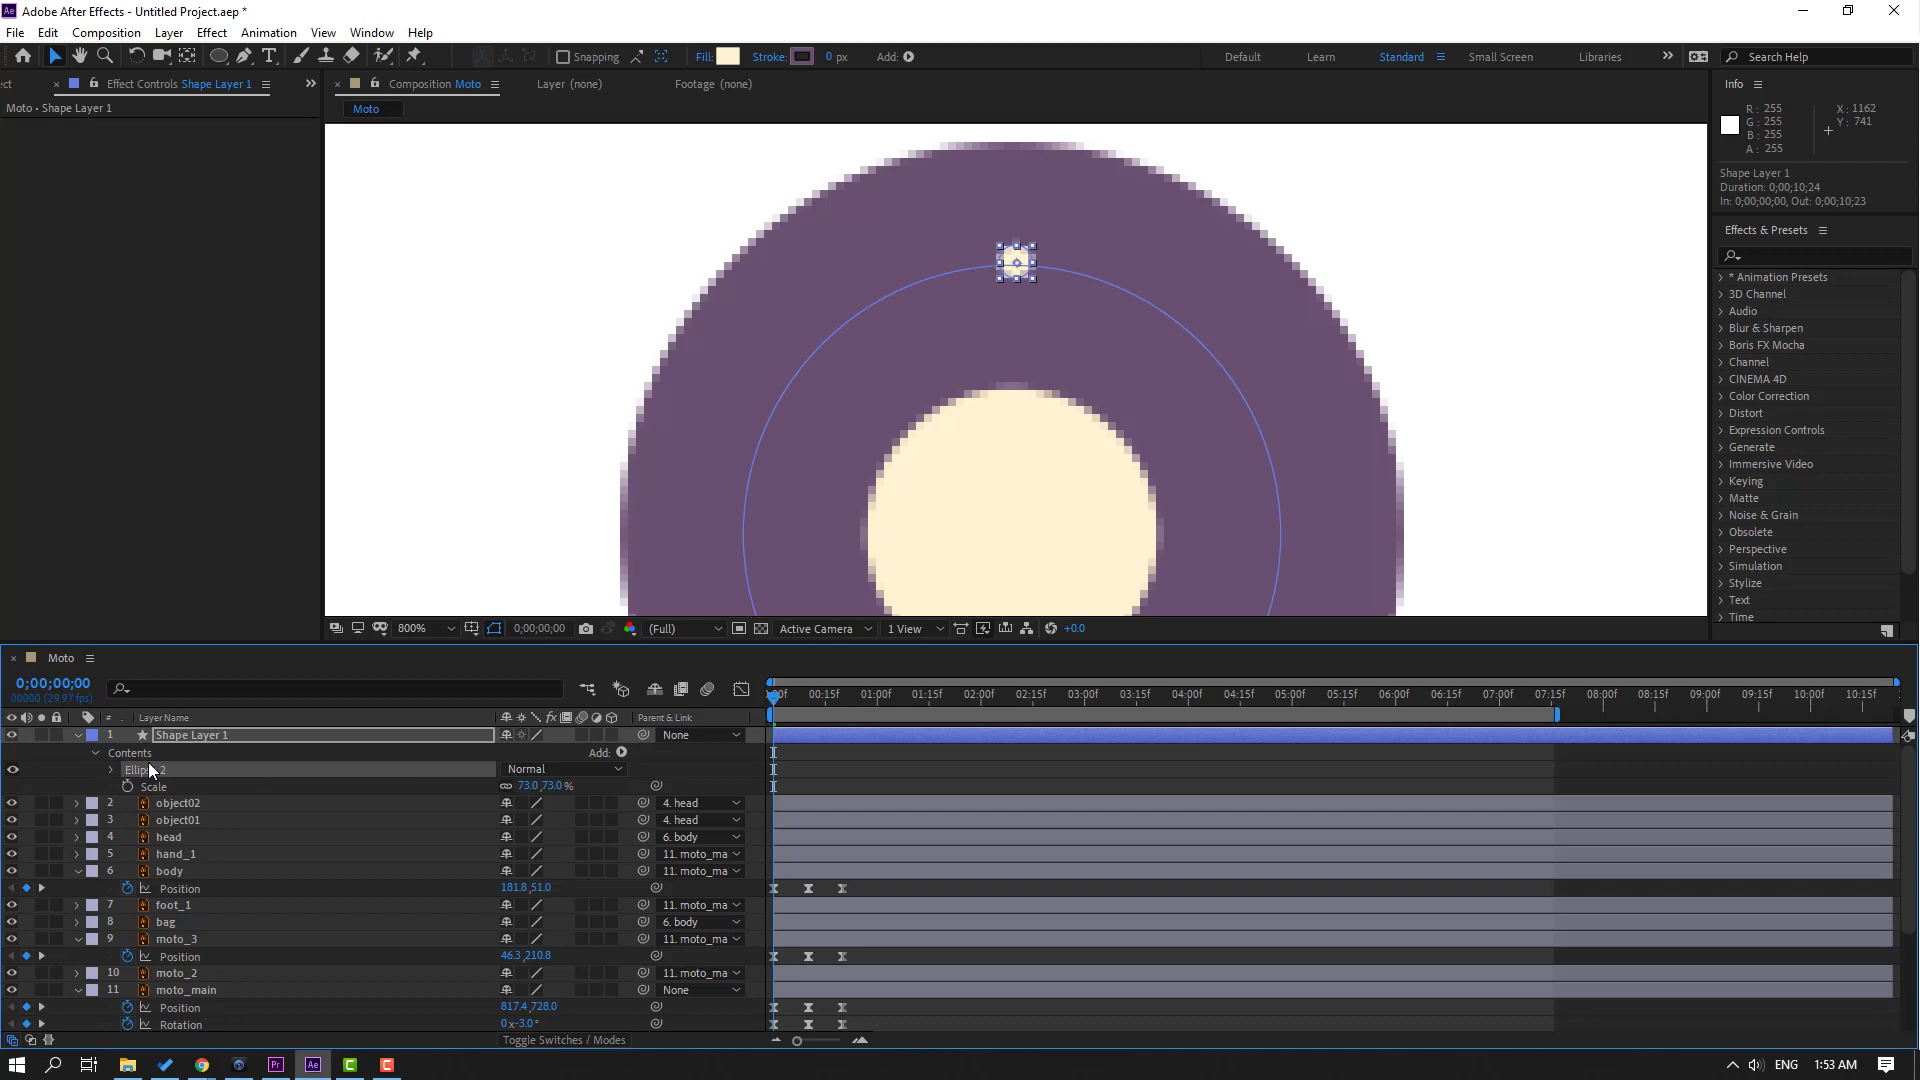 Adobe After Effects - Untitled Project.aep *
File Edit Composition Layer Effect Animation View Window Help
Snapping Fill: Stroke: 0 px Add: Default Learn Standard Small Screen Libraries Search Help
ect Effect Controls Shape Layer 1 Composition Moto Layer (none) Footage (none) Info
Moto • Shape Layer 1
Moto
R: 255 X: 1162
G: 255 Y: 741
B: 255
A: 255
Shape Layer 1
Duration: 0;00;10;24
In: 0;00;00;00, Out: 0;00;10;23
Effects & Presets
* Animation Presets
3D Channel
Audio
Blur & Sharpen
Boris FX Mocha
Channel
CINEMA 4D
Color Correction
Distort
Expression Controls
Generate
Immersive Video
Keying
Matte
Noise & Grain
Obsolete
Perspective
Simulation
Stylize
Text
Time
800% 0;00;00;00 (Full) Active Camera 1 View +0.0
Moto
0;00;00;00
00000 (29.97 fps)
:00f 00:15f 01:00f 01:15f 02:00f 02:15f 03:00f 03:15f 04:00f 04:15f 05:00f 05:15f 06:00f 06:15f 07:00f 07:15f 08:00f 08:15f 09:00f 09:15f 10:00f 10:15f
# Layer Name fx Parent & Link
1 Shape Layer 1 None
Contents Add:
Normal
Scale 73.0,73.0 %
2 object02 4. head
3 object01 4. head
4 head 6. body
5 hand_1 11. moto_ma
6 body 11. moto_ma
Position 181.8,51.0
7 foot_1 11. moto_ma
8 bag 6. body
9 moto_3 11. moto_ma
Position 46.3,210.8
10 moto_2 11. moto_ma
11 moto_main None
Position 817.4,728.0
Rotation 0x-3.0°
Toggle Switches / Modes
Pr Ae C C ENG 1:53 AM